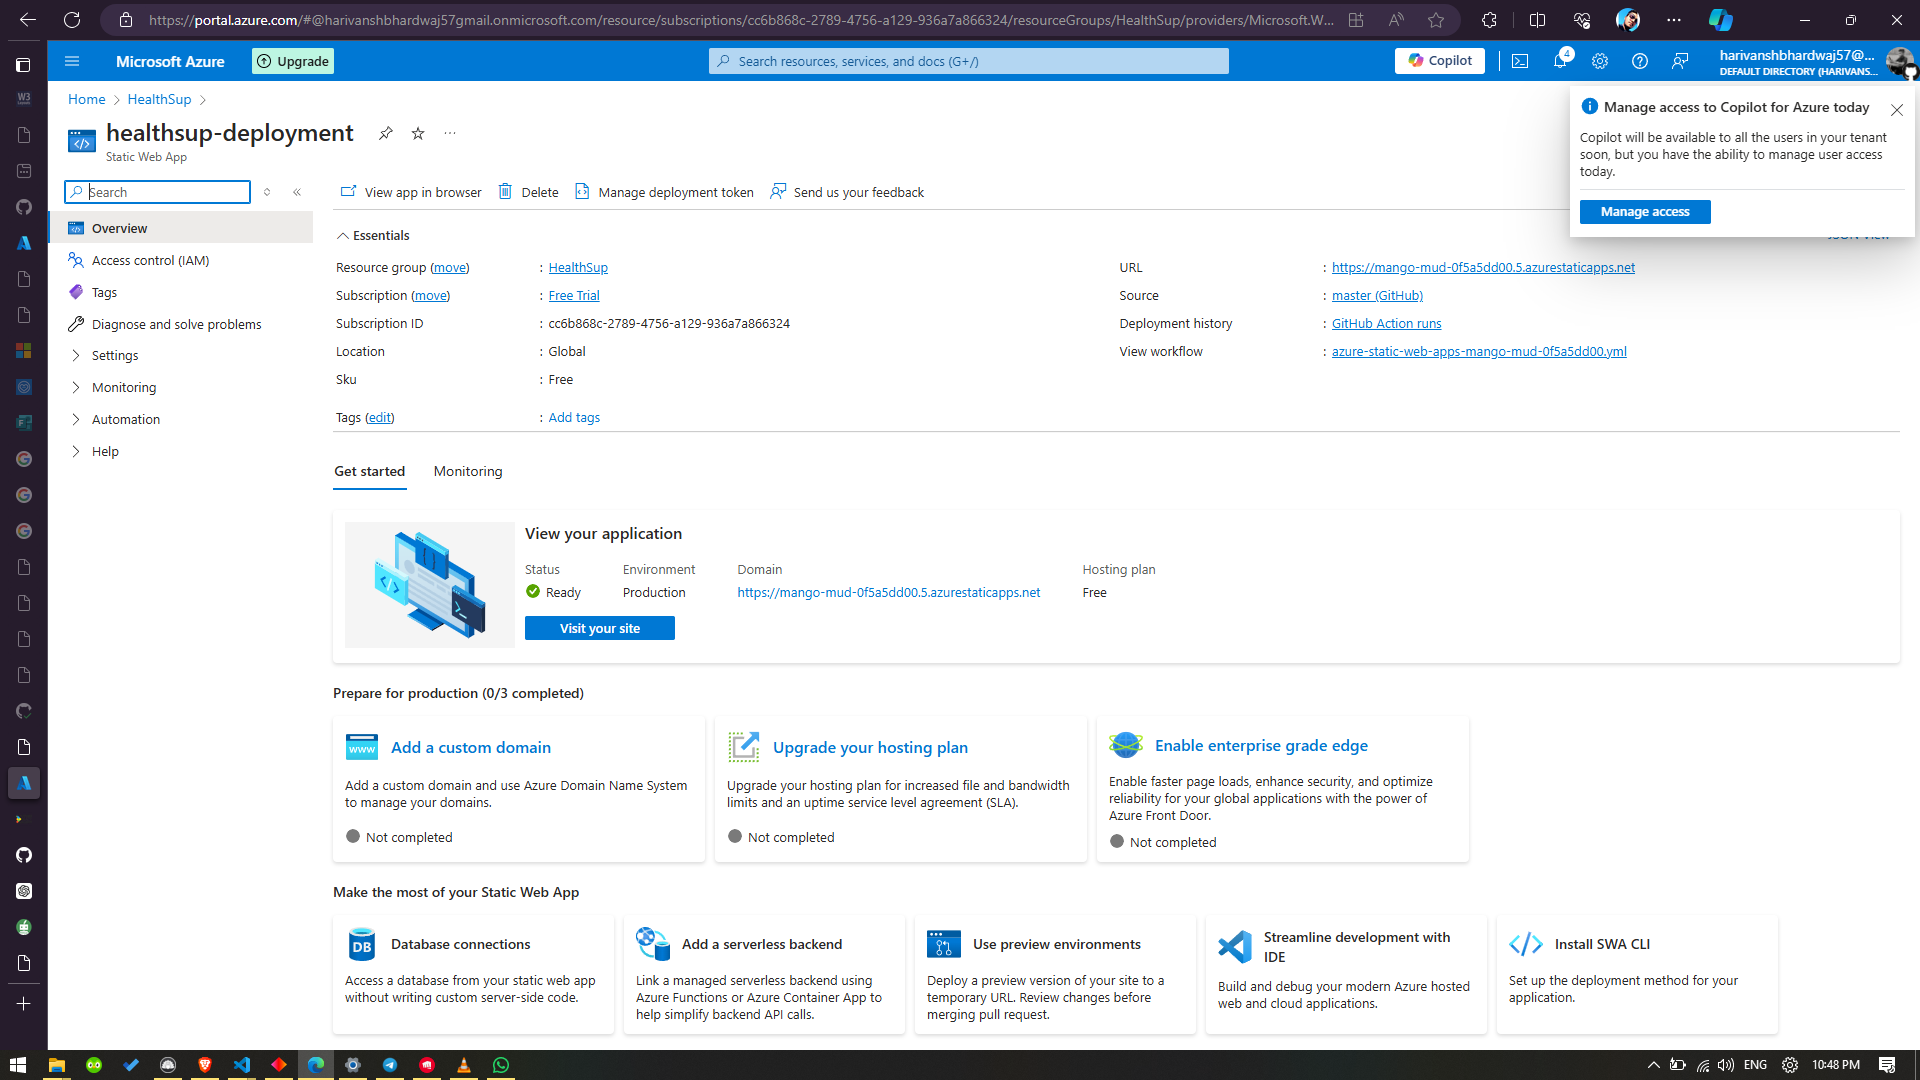 https://portal.azure.com/#@harivanshbhardwaj57gmail.onmicrosoft.com/resource/subscriptions/cc6b868c-2789-4756-a129-936a7a866324/resourceGroups/HealthSup/providers/Microsoft.W...
Microsoft Azure
Upgrade
Search resources, services, and docs (G+/)
Copilot
4
harivanshbhardwaj57@...
DEFAULT DIRECTORY (HARIVANS...
Home > HealthSup >
healthsup-deployment
Static Web App
Manage access to Copilot for Azure today
Copilot will be available to all the users in your tenant
soon, but you have the ability to manage user access
today.
Manage access
Search
View app in browser
Delete
Manage deployment token
Send us your feedback
Overview
Access control (IAM)
Tags
Diagnose and solve problems
Settings
Monitoring
Automation
Help
Essentials
Resource group (move) : HealthSup
Subscription (move) : Free Trial
Subscription ID : cc6b868c-2789-4756-a129-936a7a866324
Location : Global
Sku : Free
Tags (edit) : Add tags
URL : https://mango-mud-0f5a5dd00.5.azurestaticapps.net
Source : master (GitHub)
Deployment history : GitHub Action runs
View workflow : azure-static-web-apps-mango-mud-0f5a5dd00.yml
Get started
Monitoring
View your application
Status Environment Domain Hosting plan
Ready Production https://mango-mud-0f5a5dd00.5.azurestaticapps.net Free
Visit your site
Prepare for production (0/3 completed)
WWW
Add a custom domain
Add a custom domain and use Azure Domain Name System
to manage your domains.
Not completed
Upgrade your hosting plan
Upgrade your hosting plan for increased file and bandwidth
limits and an uptime service level agreement (SLA).
Not completed
Enable enterprise grade edge
Enable faster page loads, enhance security, and optimize
reliability for your global applications with the power of
Azure Front Door.
Not completed
Make the most of your Static Web App
DB
Database connections
Access a database from your static web app
without writing custom server-side code.
Add a serverless backend
Link a managed serverless backend using
Azure Functions or Azure Container App to
help simplify backend API calls.
Use preview environments
Deploy a preview version of your site to a
temporary URL. Review changes before
merging pull request.
Streamline development with
IDE
Build and debug your modern Azure hosted
web and cloud applications.
Install SWA CLI
Set up the deployment method for your
application.
ENG
10:48 PM